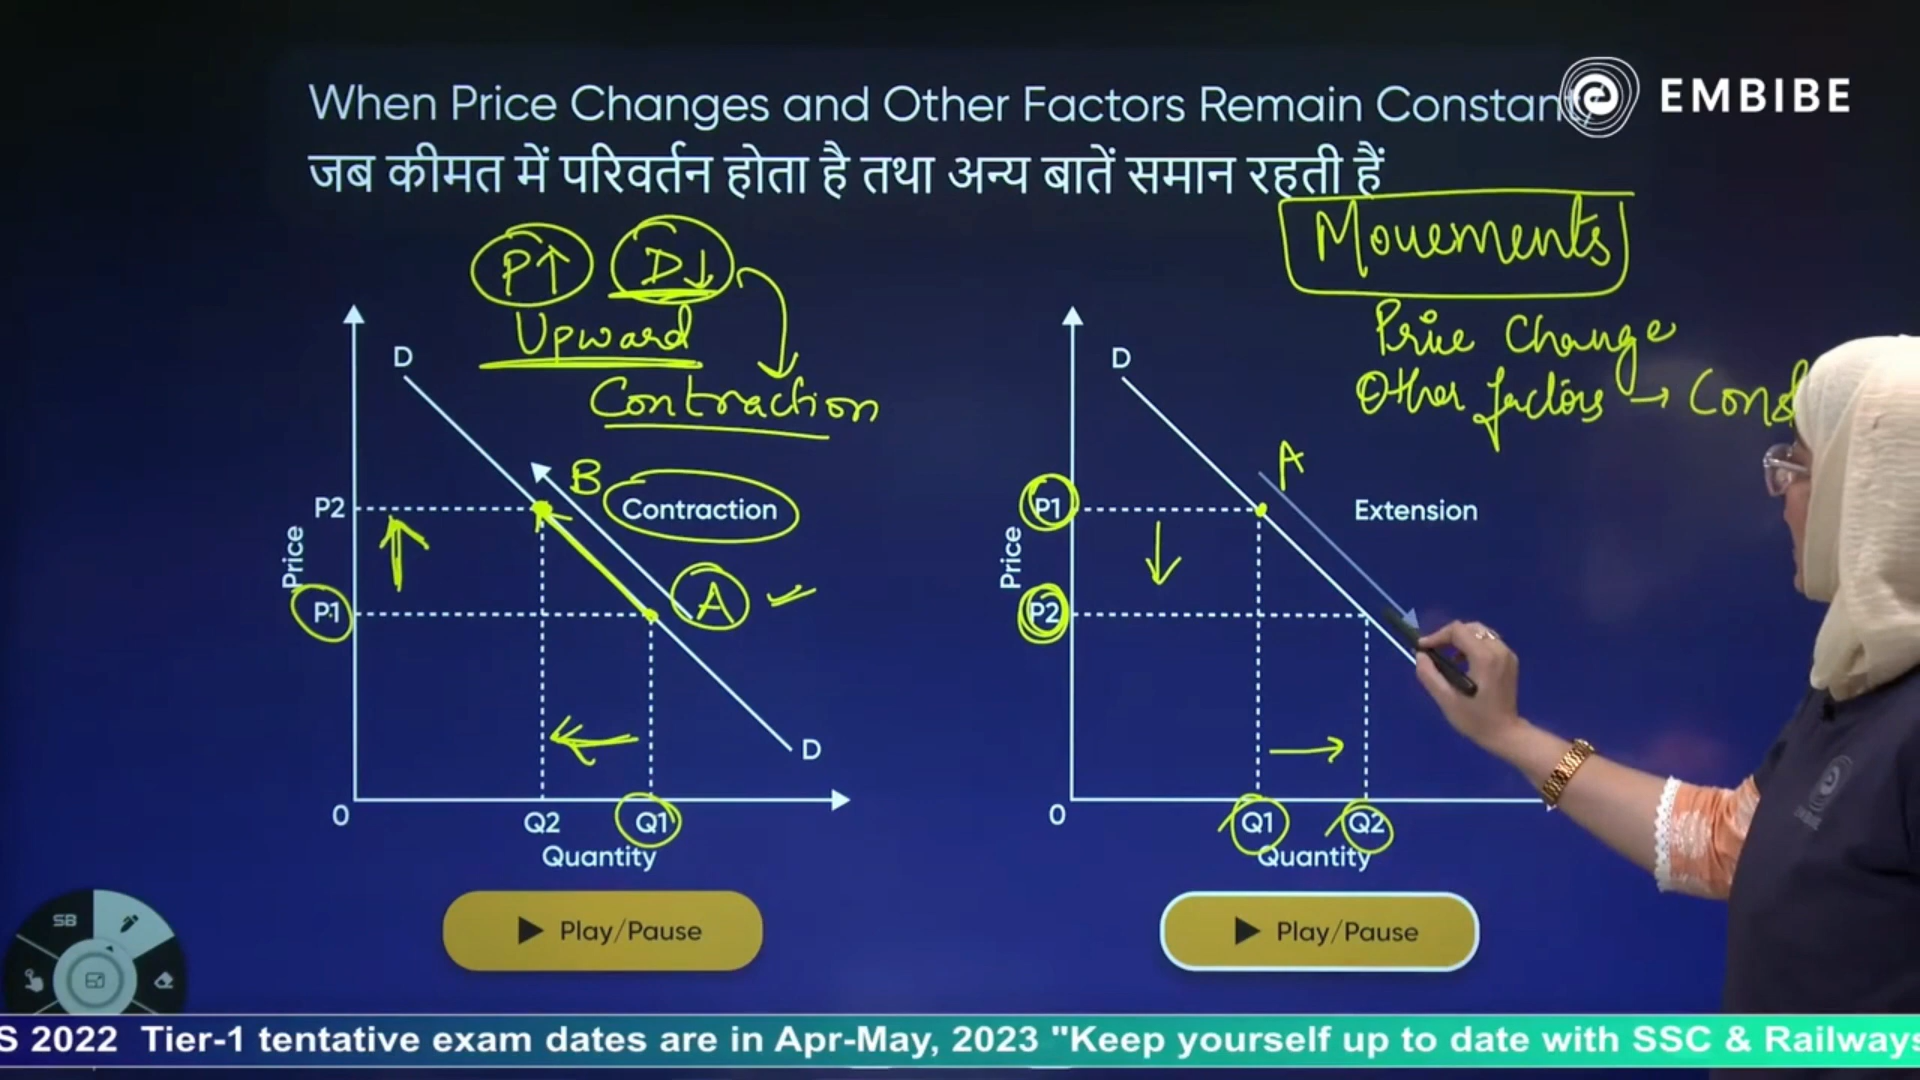 When Price Changes and Other Factors Remain Constant/
EMBIBE
जब कीमत में परिवर्तन होता है तथा अन्य बातें समान रहती हैं
Movements
P↑ D↓
Upward
Contraction
Price Change
Other factors → Cons
D
B
Contraction
A
P2
P1
Price
D
0
Q2
Q1
Quantity
Play/Pause
D
A
Extension
P1
P2
Price
0
Q1
Q2
Quantity
Play/Pause
SB
S 2022 Tier-1 tentative exam dates are in Apr-May, 2023 "Keep yourself up to date with SSC & Railways